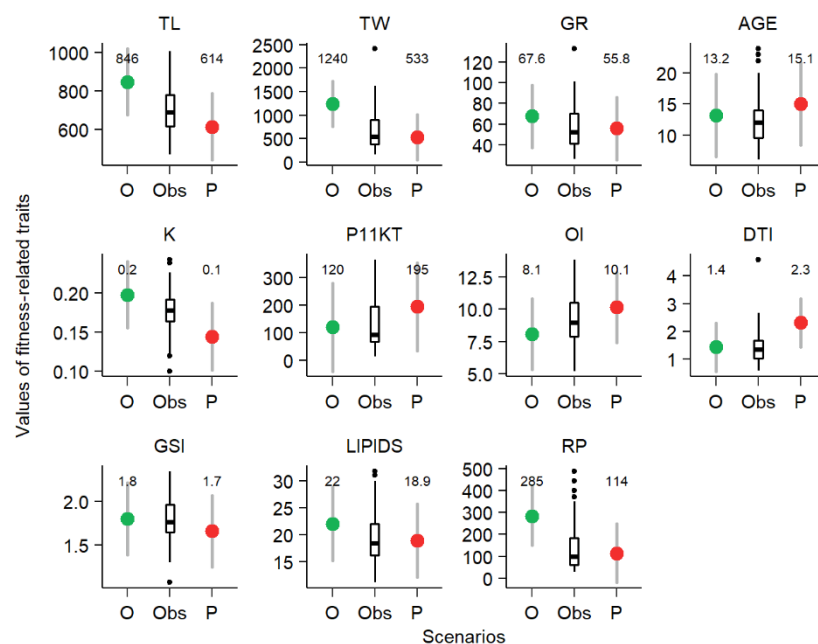 TL TW GR AGE
1000 846 614 2500 1240 533 120 67.6 55.8 13.2 15.1
800 2000 100 20
600 1500 80 15
1000 60 10
500 40
0
O Obs P O Obs P O Obs P O Obs P
K P11KT OI DTI
0.2 0.1 300 120 195 12.5 8.1 10.1 4 1.4 2.3
0.20 200 10.0 3
0.15 100 7.5 2
0.10 0 5.0 1
O Obs P O Obs P O Obs P O Obs P
GSI LIPIDS RP
1.8 1.7 30 22 18.9 500 285 114
2.0 25 400
1.5 20 300
15 200
100
0
O Obs P O Obs P O Obs P
Values of fitness-related traits
Scenarios